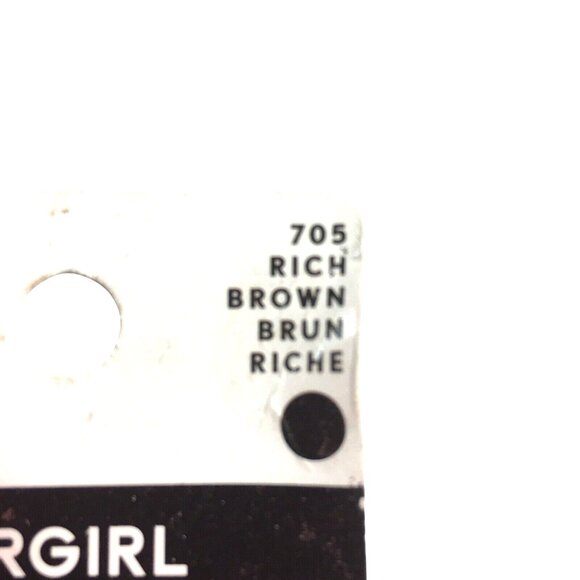 705
RICH
BROWN
BRUN
RICHE
RGIRL